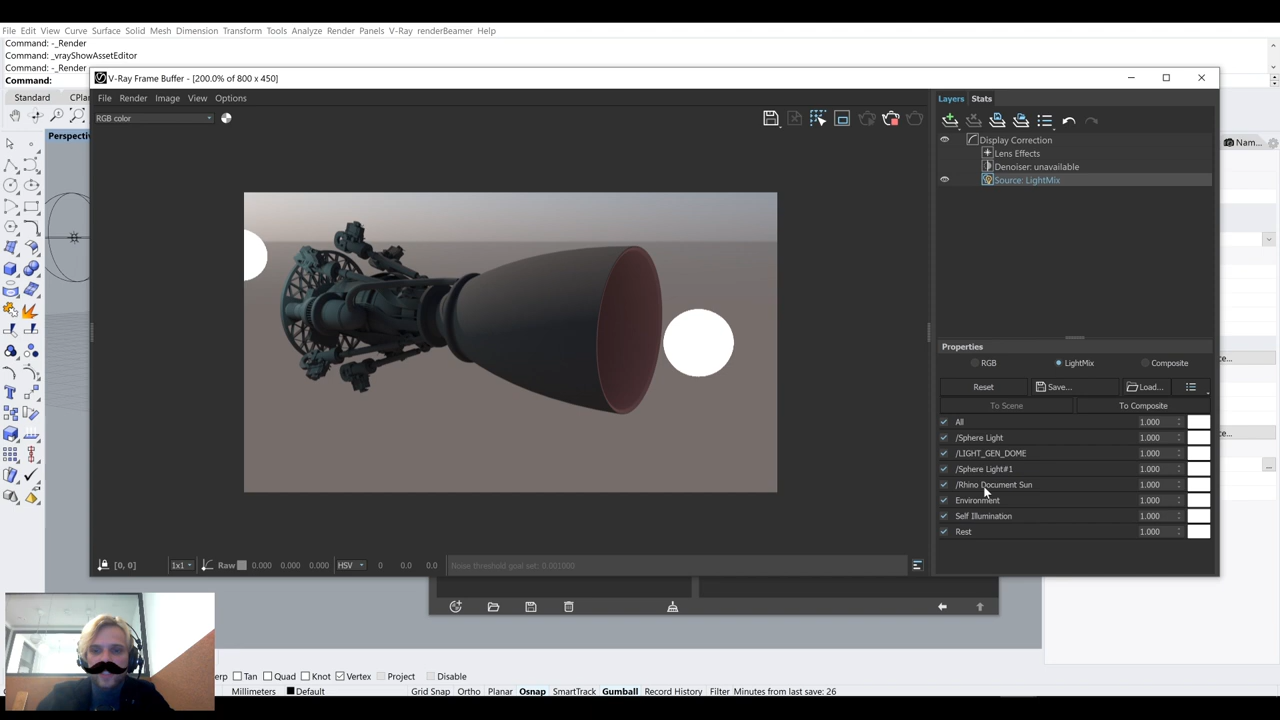 File Edit View Curve Surface Solid Mesh Dimension Transform Tools Analyze Render Panels V-Ray renderBeamer Help
Command: -_Render
Command: _vrayShowAssetEditor
Command: -_Render
Command:
Standard CPlan
Perspectiv
V-Ray Frame Buffer - [200.0% of 800 x 450]
File Render Image View Options
RGB color
Layers Stats
Display Correction
Lens Effects
Denoiser: unavailable
Source: LightMix
Nam...
Properties
RGB LightMix Composite
Reset Save... Load...
To Scene To Composite
All 1.000
/Sphere Light 1.000
/LIGHT_GEN_DOME 1.000
/Sphere Light#1 1.000
/Rhino Document Sun 1.000
Environment 1.000
Self Illumination 1.000
Rest 1.000
[0, 0] 1x1 Raw 0.000 0.000 0.000 HSV 0 0.0 0.0 Noise threshold goal set: 0.001000
erp Tan Quad Knot Vertex Project Disable
Millimeters Default Grid Snap Ortho Planar Osnap SmartTrack Gumball Record History Filter Minutes from last save: 26